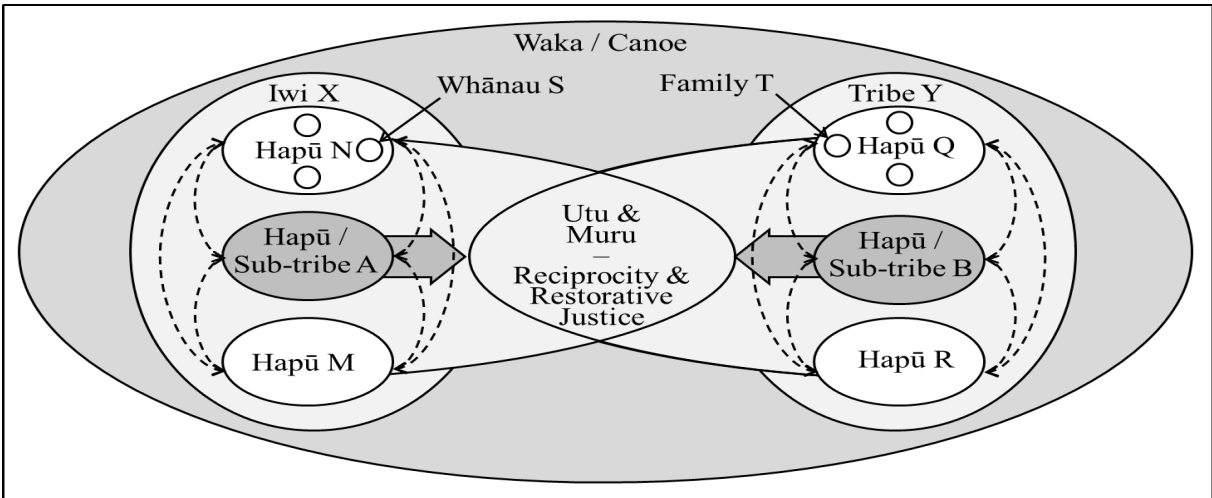 Waka / Canoe
Iwi X
Whānau S
Family T
Tribe Y
Hapū N
Hapū Q
Hapū /
Sub-tribe A
Utu &
Muru
–
Reciprocity &
Restorative
Justice
Hapū /
Sub-tribe B
Hapū M
Hapū R